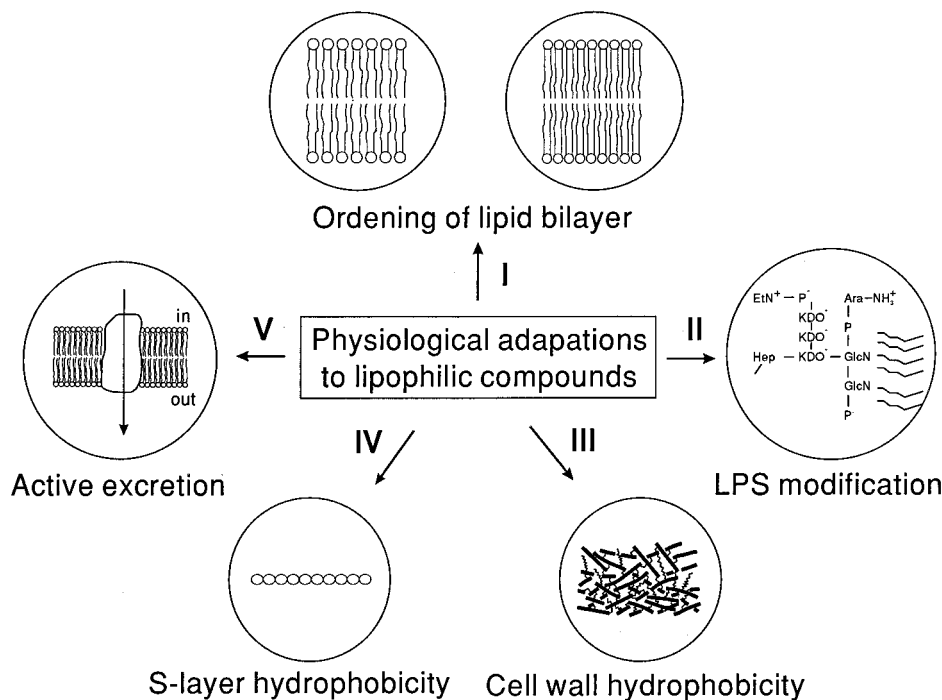 Ordening of lipid bilayer
I
Physiological adapations
to lipophilic compounds
II
EtN⁺ – P⁻
Ara – NH₃⁺
KDO⁻
P
KDO⁻
Hep – KDO⁻ – GlcN
GlcN
P⁻
LPS modification
III
Cell wall hydrophobicity
IV
S-layer hydrophobicity
V
in
out
Active excretion